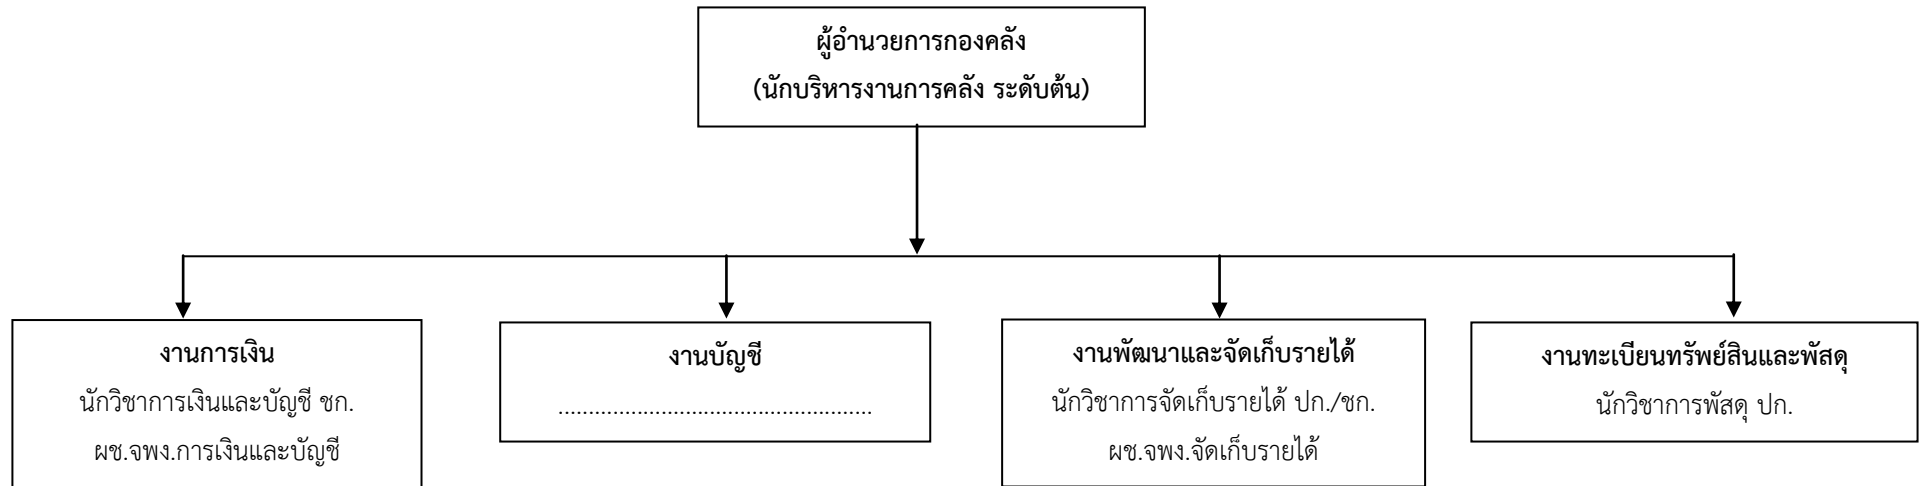 ผู้อำนวยการกองคลัง
(นักบริหารงานการคลัง ระดับต้น)
งานการเงิน
นักวิชาการเงินและบัญชี ชก.
ผช.จพง.การเงินและบัญชี
งานบัญชี
....................................................
งานพัฒนาและจัดเก็บรายได้
นักวิชาการจัดเก็บรายได้ ปก./ชก.
ผช.จพง.จัดเก็บรายได้
งานทะเบียนทรัพย์สินและพัสดุ
นักวิชาการพัสดุ ปก.